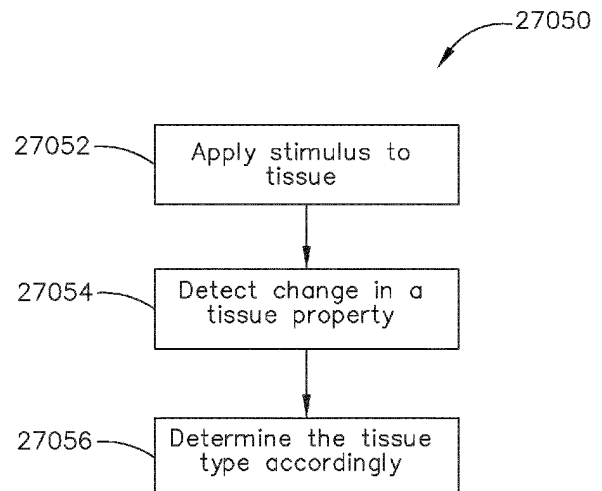 27050
27052
Apply stimulus to
tissue
27054
Detect change in a
tissue property
27056
Determine the tissue
type accordingly